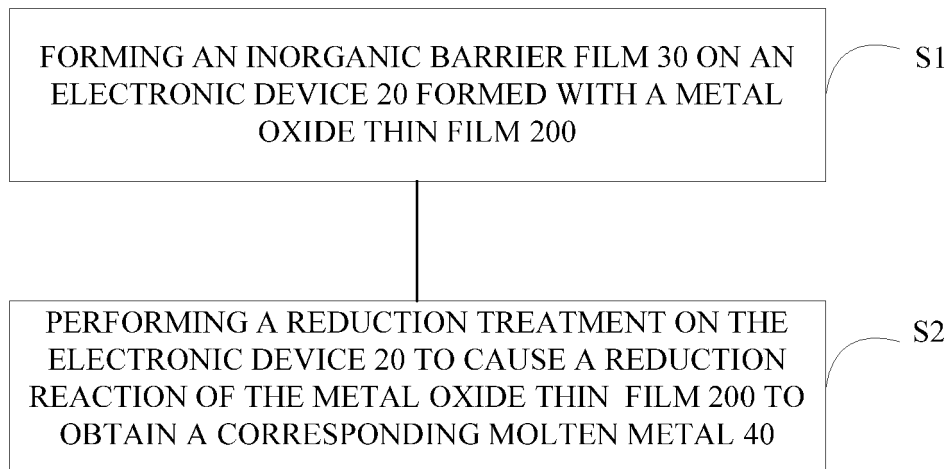 FORMING AN INORGANIC BARRIER FILM 30 ON AN
ELECTRONIC DEVICE 20 FORMED WITH A METAL
OXIDE THIN FILM 200
S1
PERFORMING A REDUCTION TREATMENT ON THE
ELECTRONIC DEVICE 20 TO CAUSE A REDUCTION
REACTION OF THE METAL OXIDE THIN FILM 200 TO
OBTAIN A CORRESPONDING MOLTEN METAL 40
S2